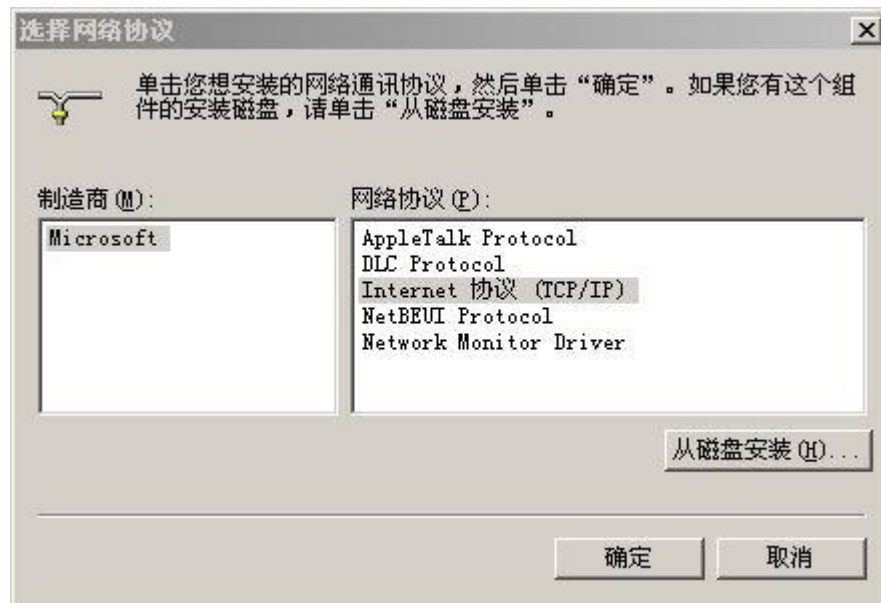 选择网络协议
单击您想安装的网络通讯协议，然后单击“确定”。如果您有这个组
件的安装磁盘，请单击“从磁盘安装”。
制造商(M):
网络协议(P):
Microsoft
AppleTalk Protocol
DLC Protocol
Internet 协议 (TCP/IP)
NetBEUI Protocol
Network Monitor Driver
从磁盘安装(H)...
确定
取消